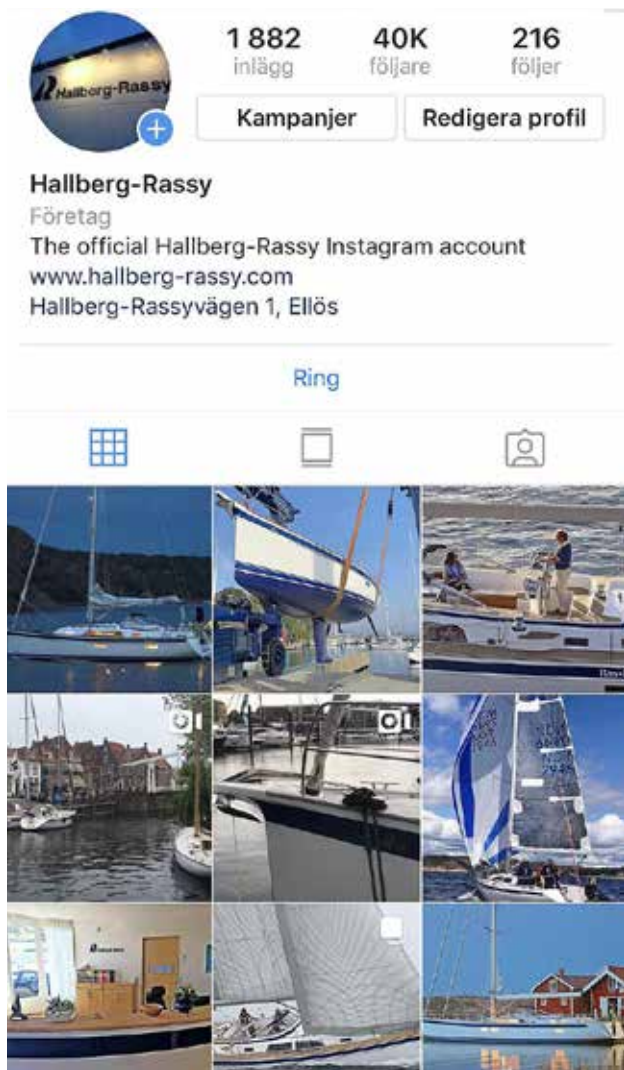 Hallberg-Rassy
1 882
40K
216
inlägg
följare
följer
Kampanjer
Redigera profil
Hallberg-Rassy
Företag
The official Hallberg-Rassy Instagram account
www.hallberg-rassy.com
Hallberg-Rassyvägen 1, Ellös
Ring